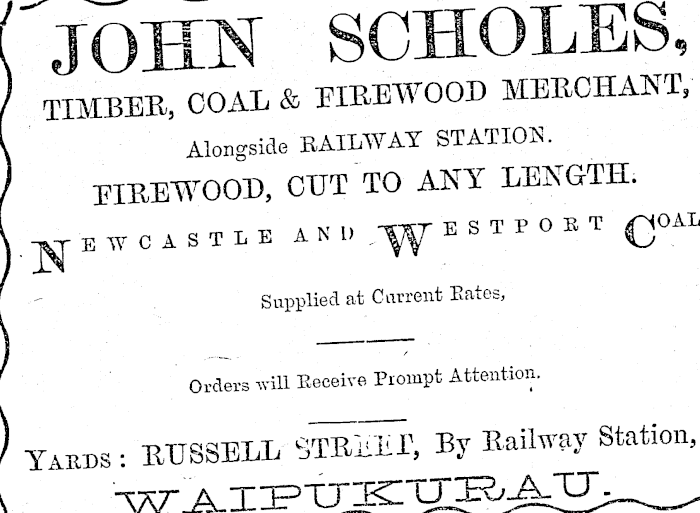 JOHN SCHOLES,
TIMBER, COAL & FIREWOOD MERCHANT,
Alongside RAILWAY STATION.
FIREWOOD, CUT TO ANY LENGTH.
NEWCASTLE AND WESTPORT COAL
Supplied at Current Rates,
Orders will Receive Prompt Attention.
YARDS: RUSSELL STREET, By Railway Station,
WAIPUKURAU.